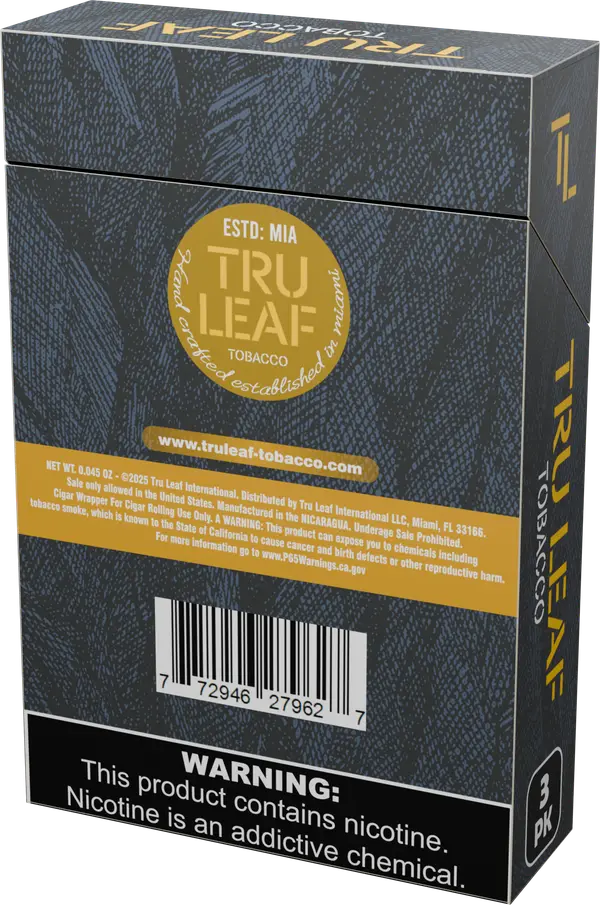 TRU LEAF
TOBACCO
TL
ESTD: MIA
TRU
LEAF
TOBACCO
Hand crafted established in miami
www.truleaf-tobacco.com
NET WT. 0.045 OZ - ©2025 Tru Leaf International. Distributed by Tru Leaf International LLC, Miami, FL 33166.
Sale only allowed in the United States. Manufactured in the NICARAGUA. Underage Sale Prohibited.
Cigar Wrapper For Cigar Rolling Use Only. A WARNING: This product can expose you to chemicals including
tobacco smoke, which is known to the State of California to cause cancer and birth defects or other reproductive harm.
For more information go to www.P65Warnings.ca.gov
7 72946 27962 7
WARNING:
This product contains nicotine.
Nicotine is an addictive chemical.
TRU LEAF
TOBACCO
3
PK